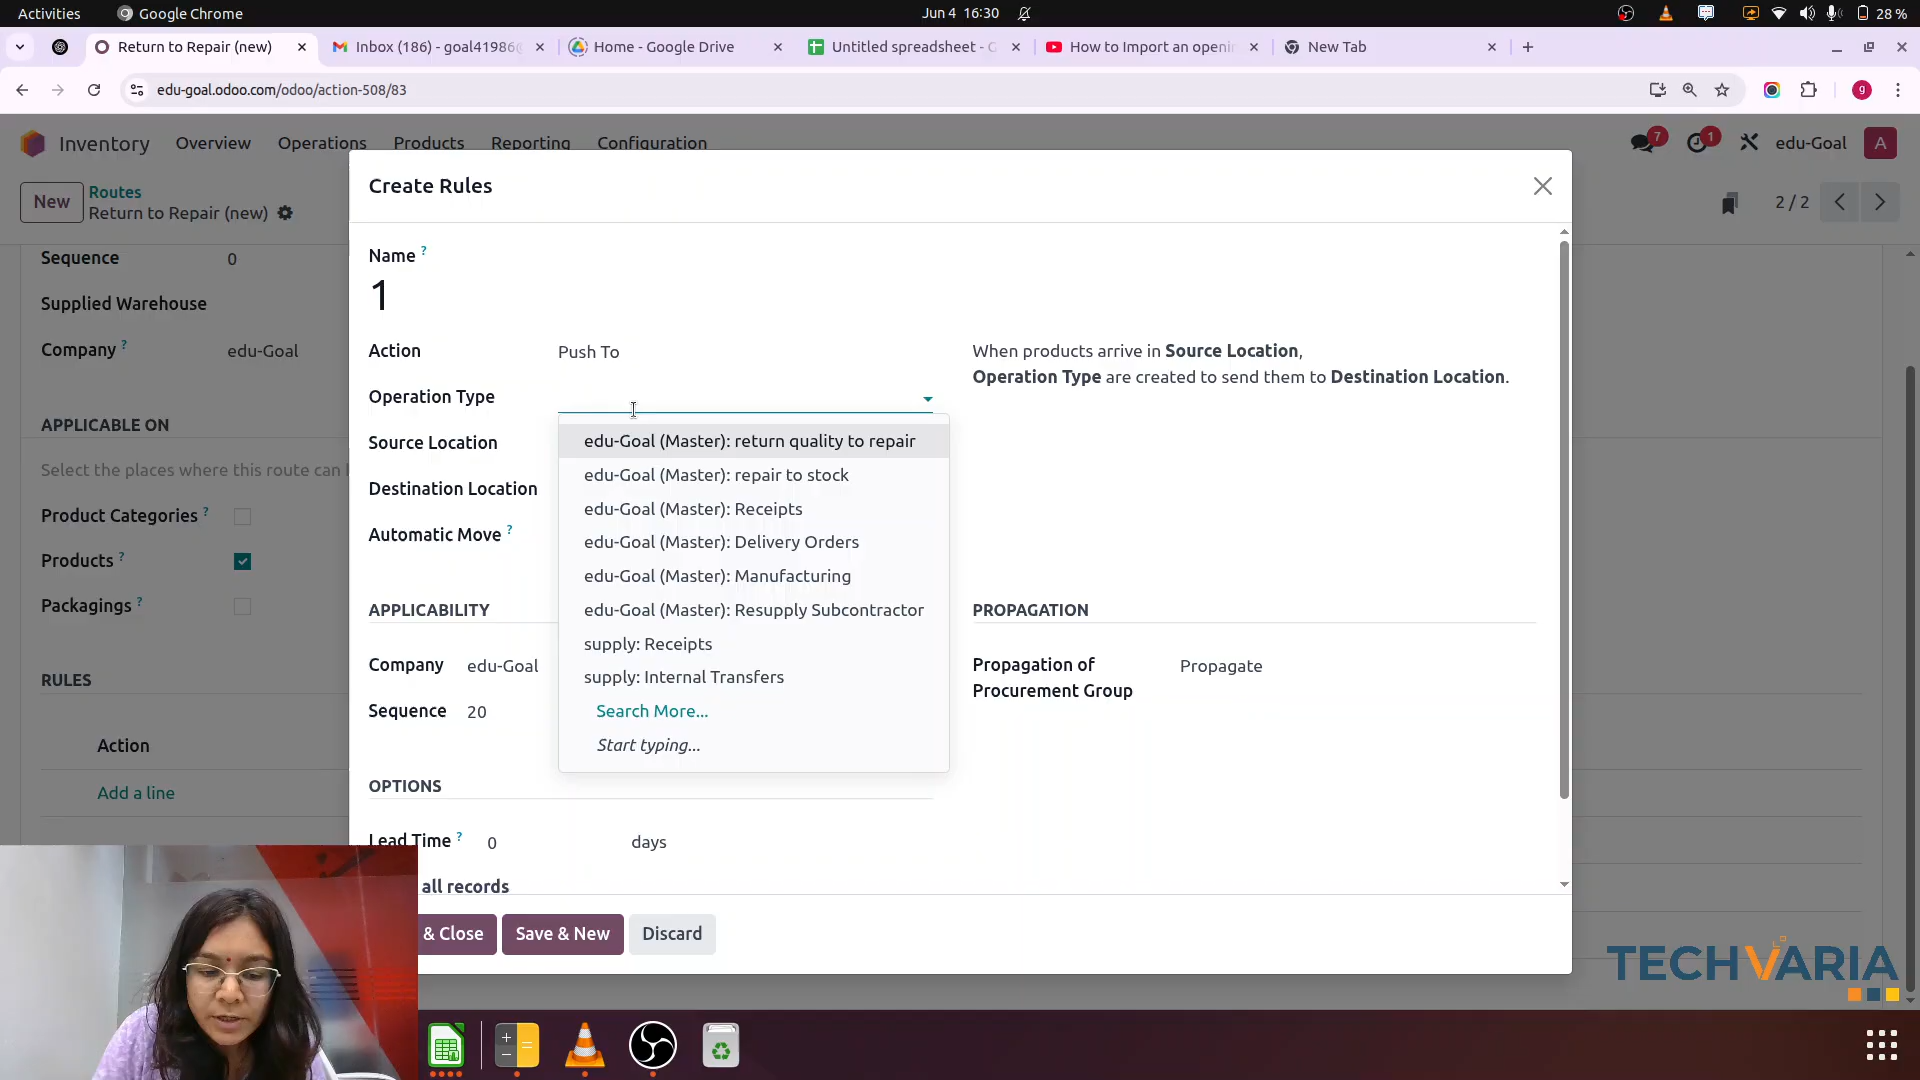 Activities
Google Chrome
Jun 4 16:30
28 %
Return to Repair (new)
Inbox (186) - goal41986
Home - Google Drive
Untitled spreadsheet - G
How to Import an openin
New Tab
edu-goal.odoo.com/odoo/action-508/83
g
Inventory
Overview
Operations
Products
Reporting
Configuration
7
1
edu-Goal
A
New
Routes
Return to Repair (new)
2 / 2
Create Rules
Sequence
0
Supplied Warehouse
Company ?
edu-Goal
APPLICABLE ON
Select the places where this route can
Product Categories ?
Products ?
Packagings ?
RULES
Action
Add a line
Name ?
1
Action
Push To
Operation Type
Source Location
Destination Location
Automatic Move ?
When products arrive in Source Location,
Operation Type are created to send them to Destination Location.
edu-Goal (Master): return quality to repair
edu-Goal (Master): repair to stock
edu-Goal (Master): Receipts
edu-Goal (Master): Delivery Orders
edu-Goal (Master): Manufacturing
edu-Goal (Master): Resupply Subcontractor
supply: Receipts
supply: Internal Transfers
Search More...
Start typing...
APPLICABILITY
PROPAGATION
Company
edu-Goal
Sequence
20
Propagation of
Procurement Group
Propagate
OPTIONS
Lead Time ?
0
days
all records
& Close
Save & New
Discard
TECHVARIA